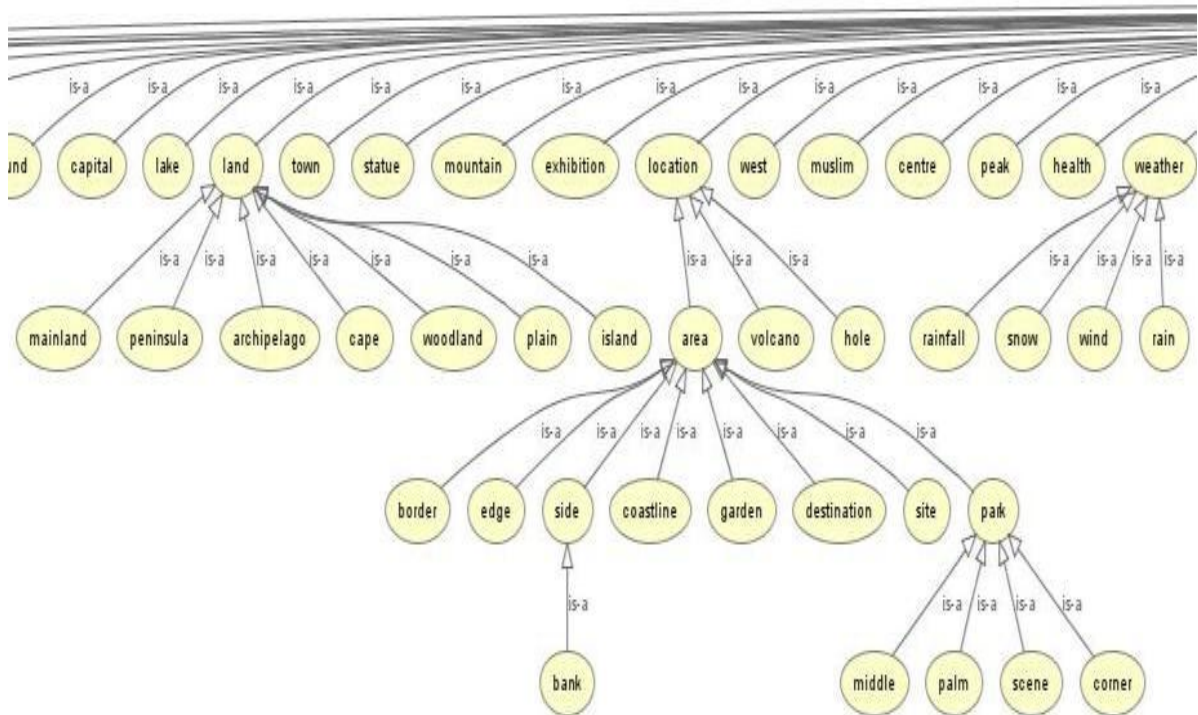 is-a is-a is-a is-a is-a is-a is-a is-a is-a is-a is-a is-a is-a is-a is-a
und capital lake land town statue mountain exhibition location west muslim centre peak health weather
is-a is-a is-a is-a is-a is-a is-a is-a is-a is-a is-a is-a is-a is-a
mainland peninsula archipelago cape woodland plain island area volcano hole rainfall snow wind rain
is-a is-a is-a is-a is-a is-a is-a is-a
border edge side coastline garden destination site park
is-a is-a is-a is-a is-a
bank middle palm scene corner